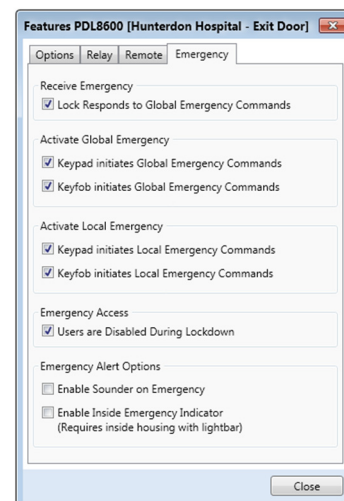 Features PDL8600 [Hunterdon Hospital - Exit Door]
Options Relay Remote Emergency
Receive Emergency
Lock Responds to Global Emergency Commands
Activate Global Emergency
Keypad initiates Global Emergency Commands
Keyfob initiates Global Emergency Commands
Activate Local Emergency
Keypad initiates Local Emergency Commands
Keyfob initiates Local Emergency Commands
Emergency Access
Users are Disabled During Lockdown
Emergency Alert Options
Enable Sounder on Emergency
Enable Inside Emergency Indicator
(Requires inside housing with lightbar)
Close